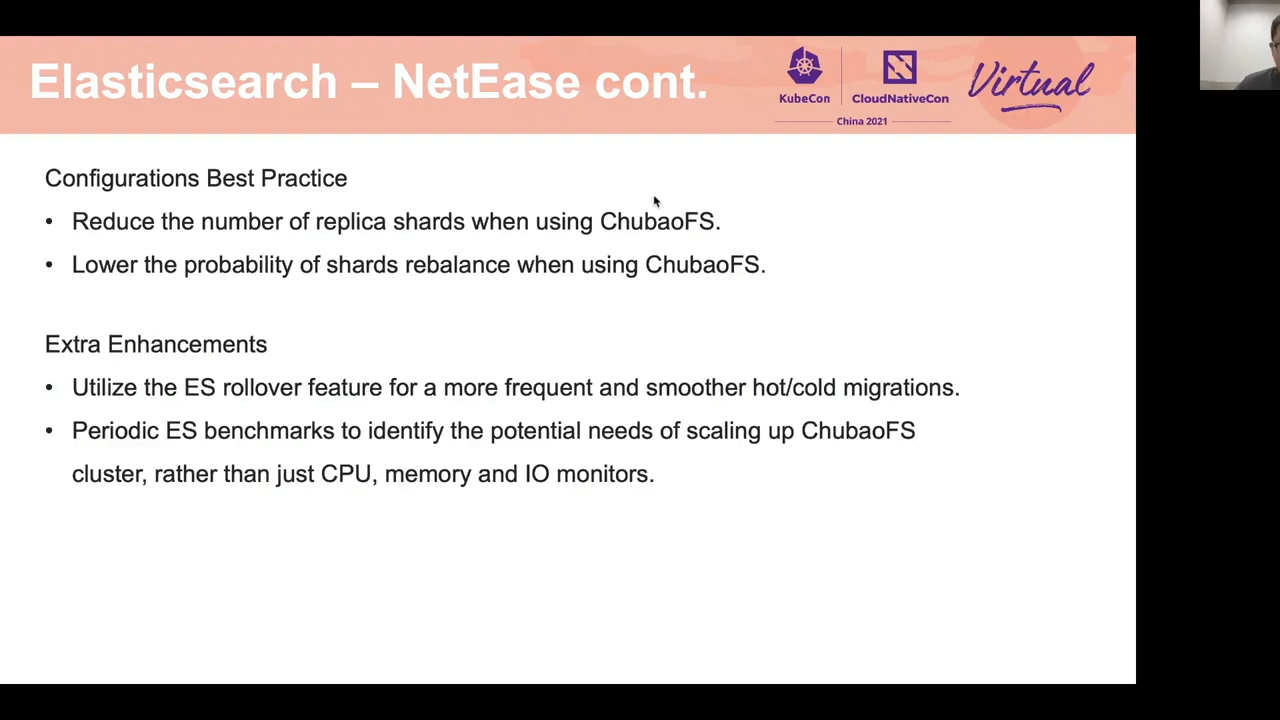 Elasticsearch – NetEase cont.
KubeCon
CloudNativeCon
China 2021
Virtual
Configurations Best Practice
• Reduce the number of replica shards when using ChubaoFS.
• Lower the probability of shards rebalance when using ChubaoFS.
Extra Enhancements
• Utilize the ES rollover feature for a more frequent and smoother hot/cold migrations.
• Periodic ES benchmarks to identify the potential needs of scaling up ChubaoFS
cluster, rather than just CPU, memory and IO monitors.